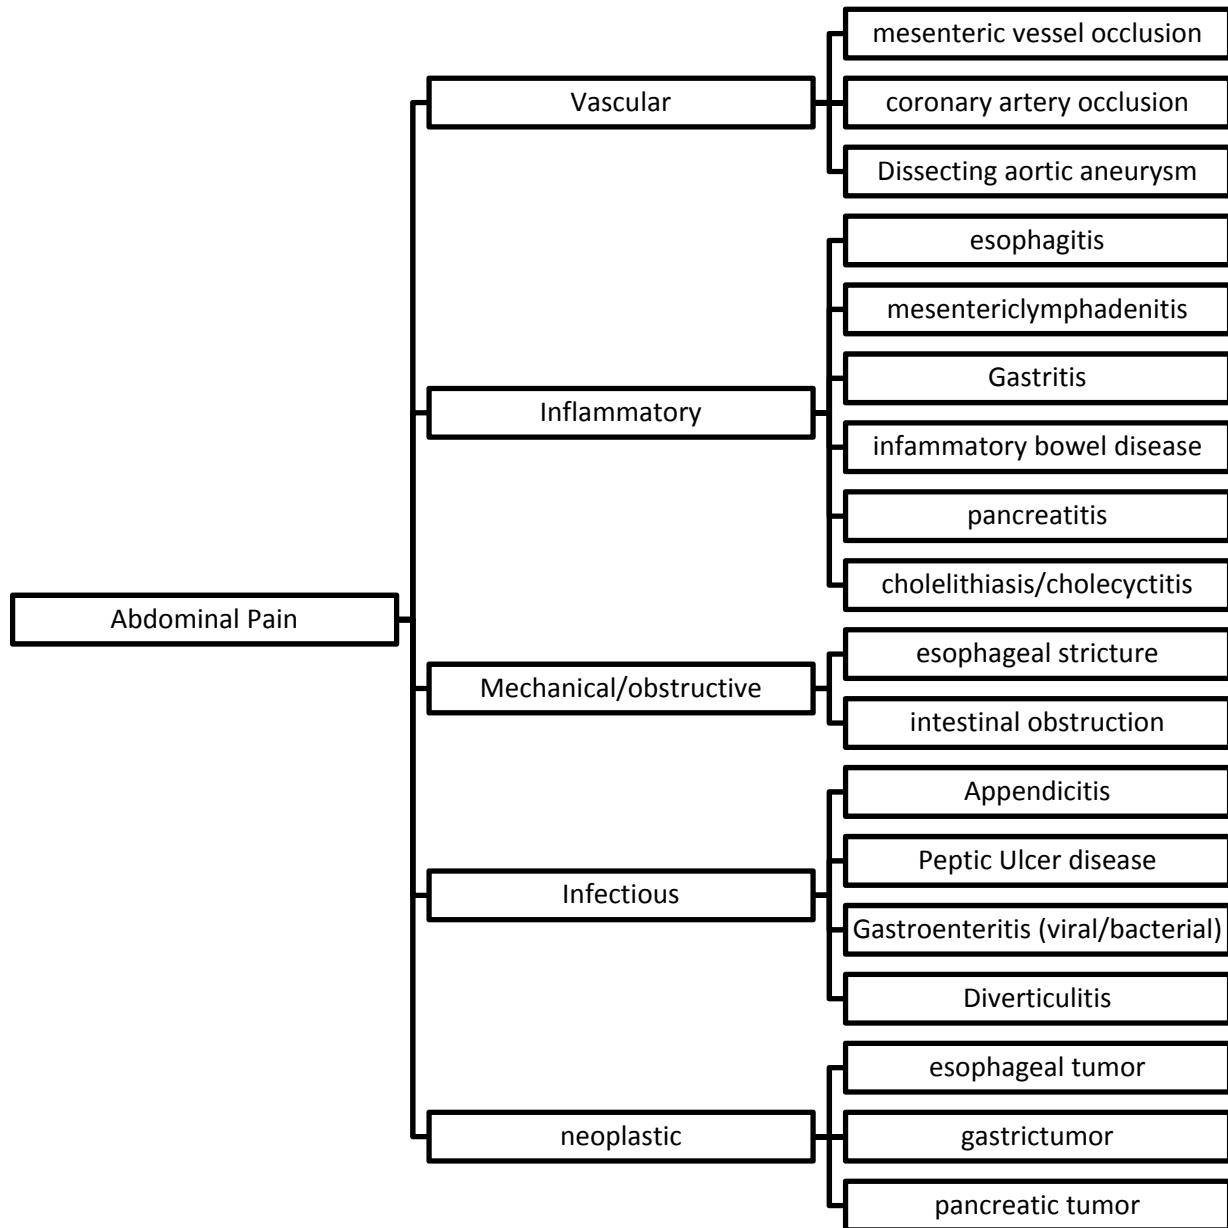 Abdominal Pain
Vascular
mesenteric vessel occlusion
coronary artery occlusion
Dissecting aortic aneurysm
Inflammatory
esophagitis
mesentericlymphadenitis
Gastritis
infammatory bowel disease
pancreatitis
cholelithiasis/cholecyctitis
Mechanical/obstructive
esophageal stricture
intestinal obstruction
Infectious
Appendicitis
Peptic Ulcer disease
Gastroenteritis (viral/bacterial)
Diverticulitis
neoplastic
esophageal tumor
gastrictumor
pancreatic tumor